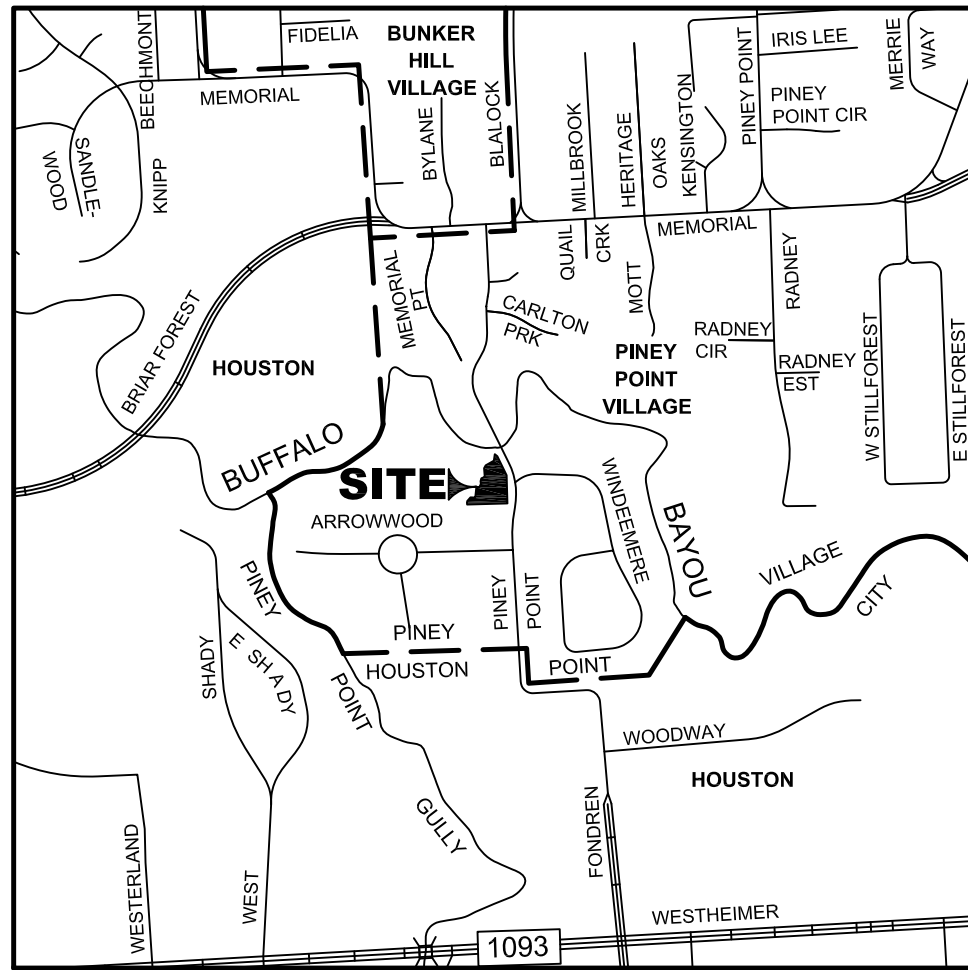 FIDELIA
BUNKER
HILL
VILLAGE
BEECHMONT
MEMORIAL
BYLANE
BLALOCK
MILLBROOK
HERITAGE
OAKS
KENSINGTON
PINEY POINT
IRIS LEE
PINEY
POINT CIR
MERRIE
WAY
SANDLE-
WOOD
KNIPP
QUAIL
CRK
MEMORIAL
MOTT
RADNEY
MEMORIAL
PT
CARLTON
PRK
BRIAR FOREST
HOUSTON
PINEY
POINT
VILLAGE
RADNEY
CIR
RADNEY
EST
W STILLFOREST
E STILLFOREST
BUFFALO
SITE
ARROWWOOD
WINDEEMERE
BAYOU
PINEY
POINT
PINEY
POINT
GULLY
VILLAGE
CITY
PINEY
HOUSTON
POINT
SHADY
E SHADY
WOODWAY
HOUSTON
WESTERLAND
WEST
FONDREN
WESTHEIMER
1093